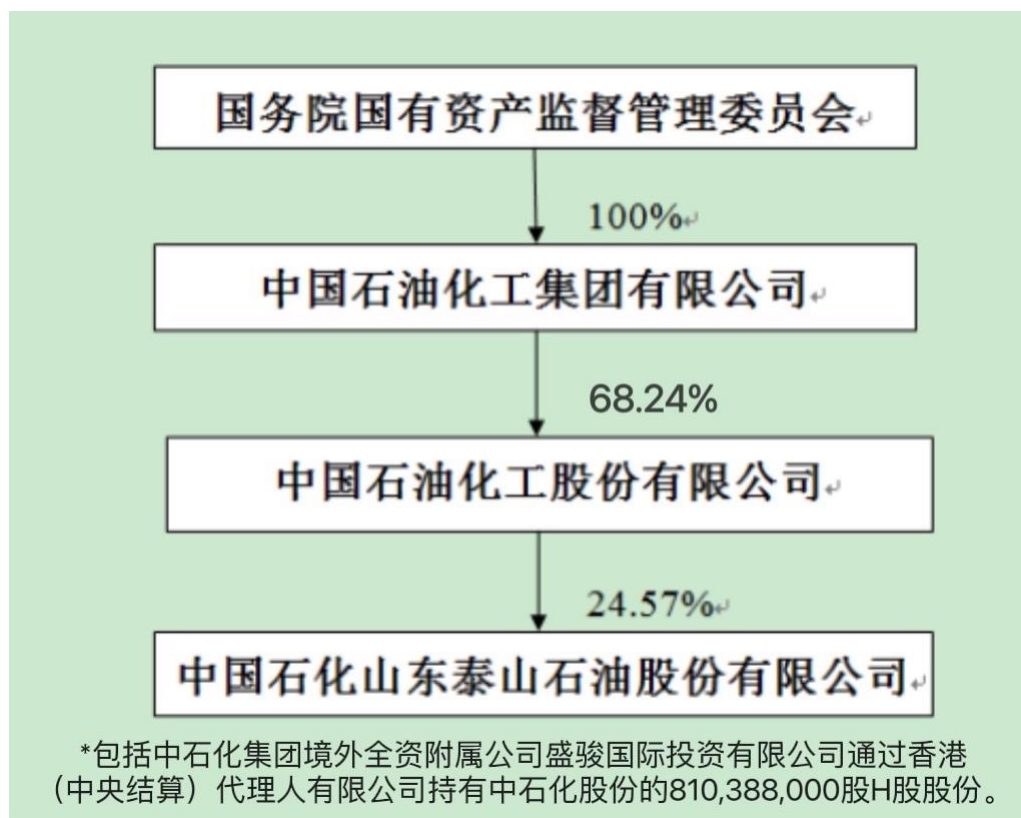 国务院国有资产监督管理委员会↵
100%↵
中国石油化工集团有限公司↵
68.24%
中国石油化工股份有限公司↵
24.57%↵
中国石化山东泰山石油股份有限公司↵
*包括中石化集团境外全资附属公司盛骏国际投资有限公司通过香港
（中央结算）代理人有限公司持有中石化股份的810,388,000股H股股份。